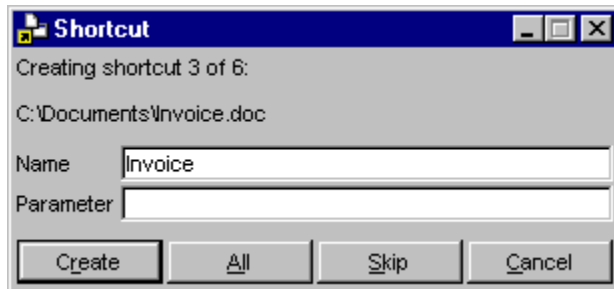 Shortcut
Creating shortcut 3 of 6:
C:\Documents\Invoice.doc
Name Invoice
Parameter
Create All Skip Cancel